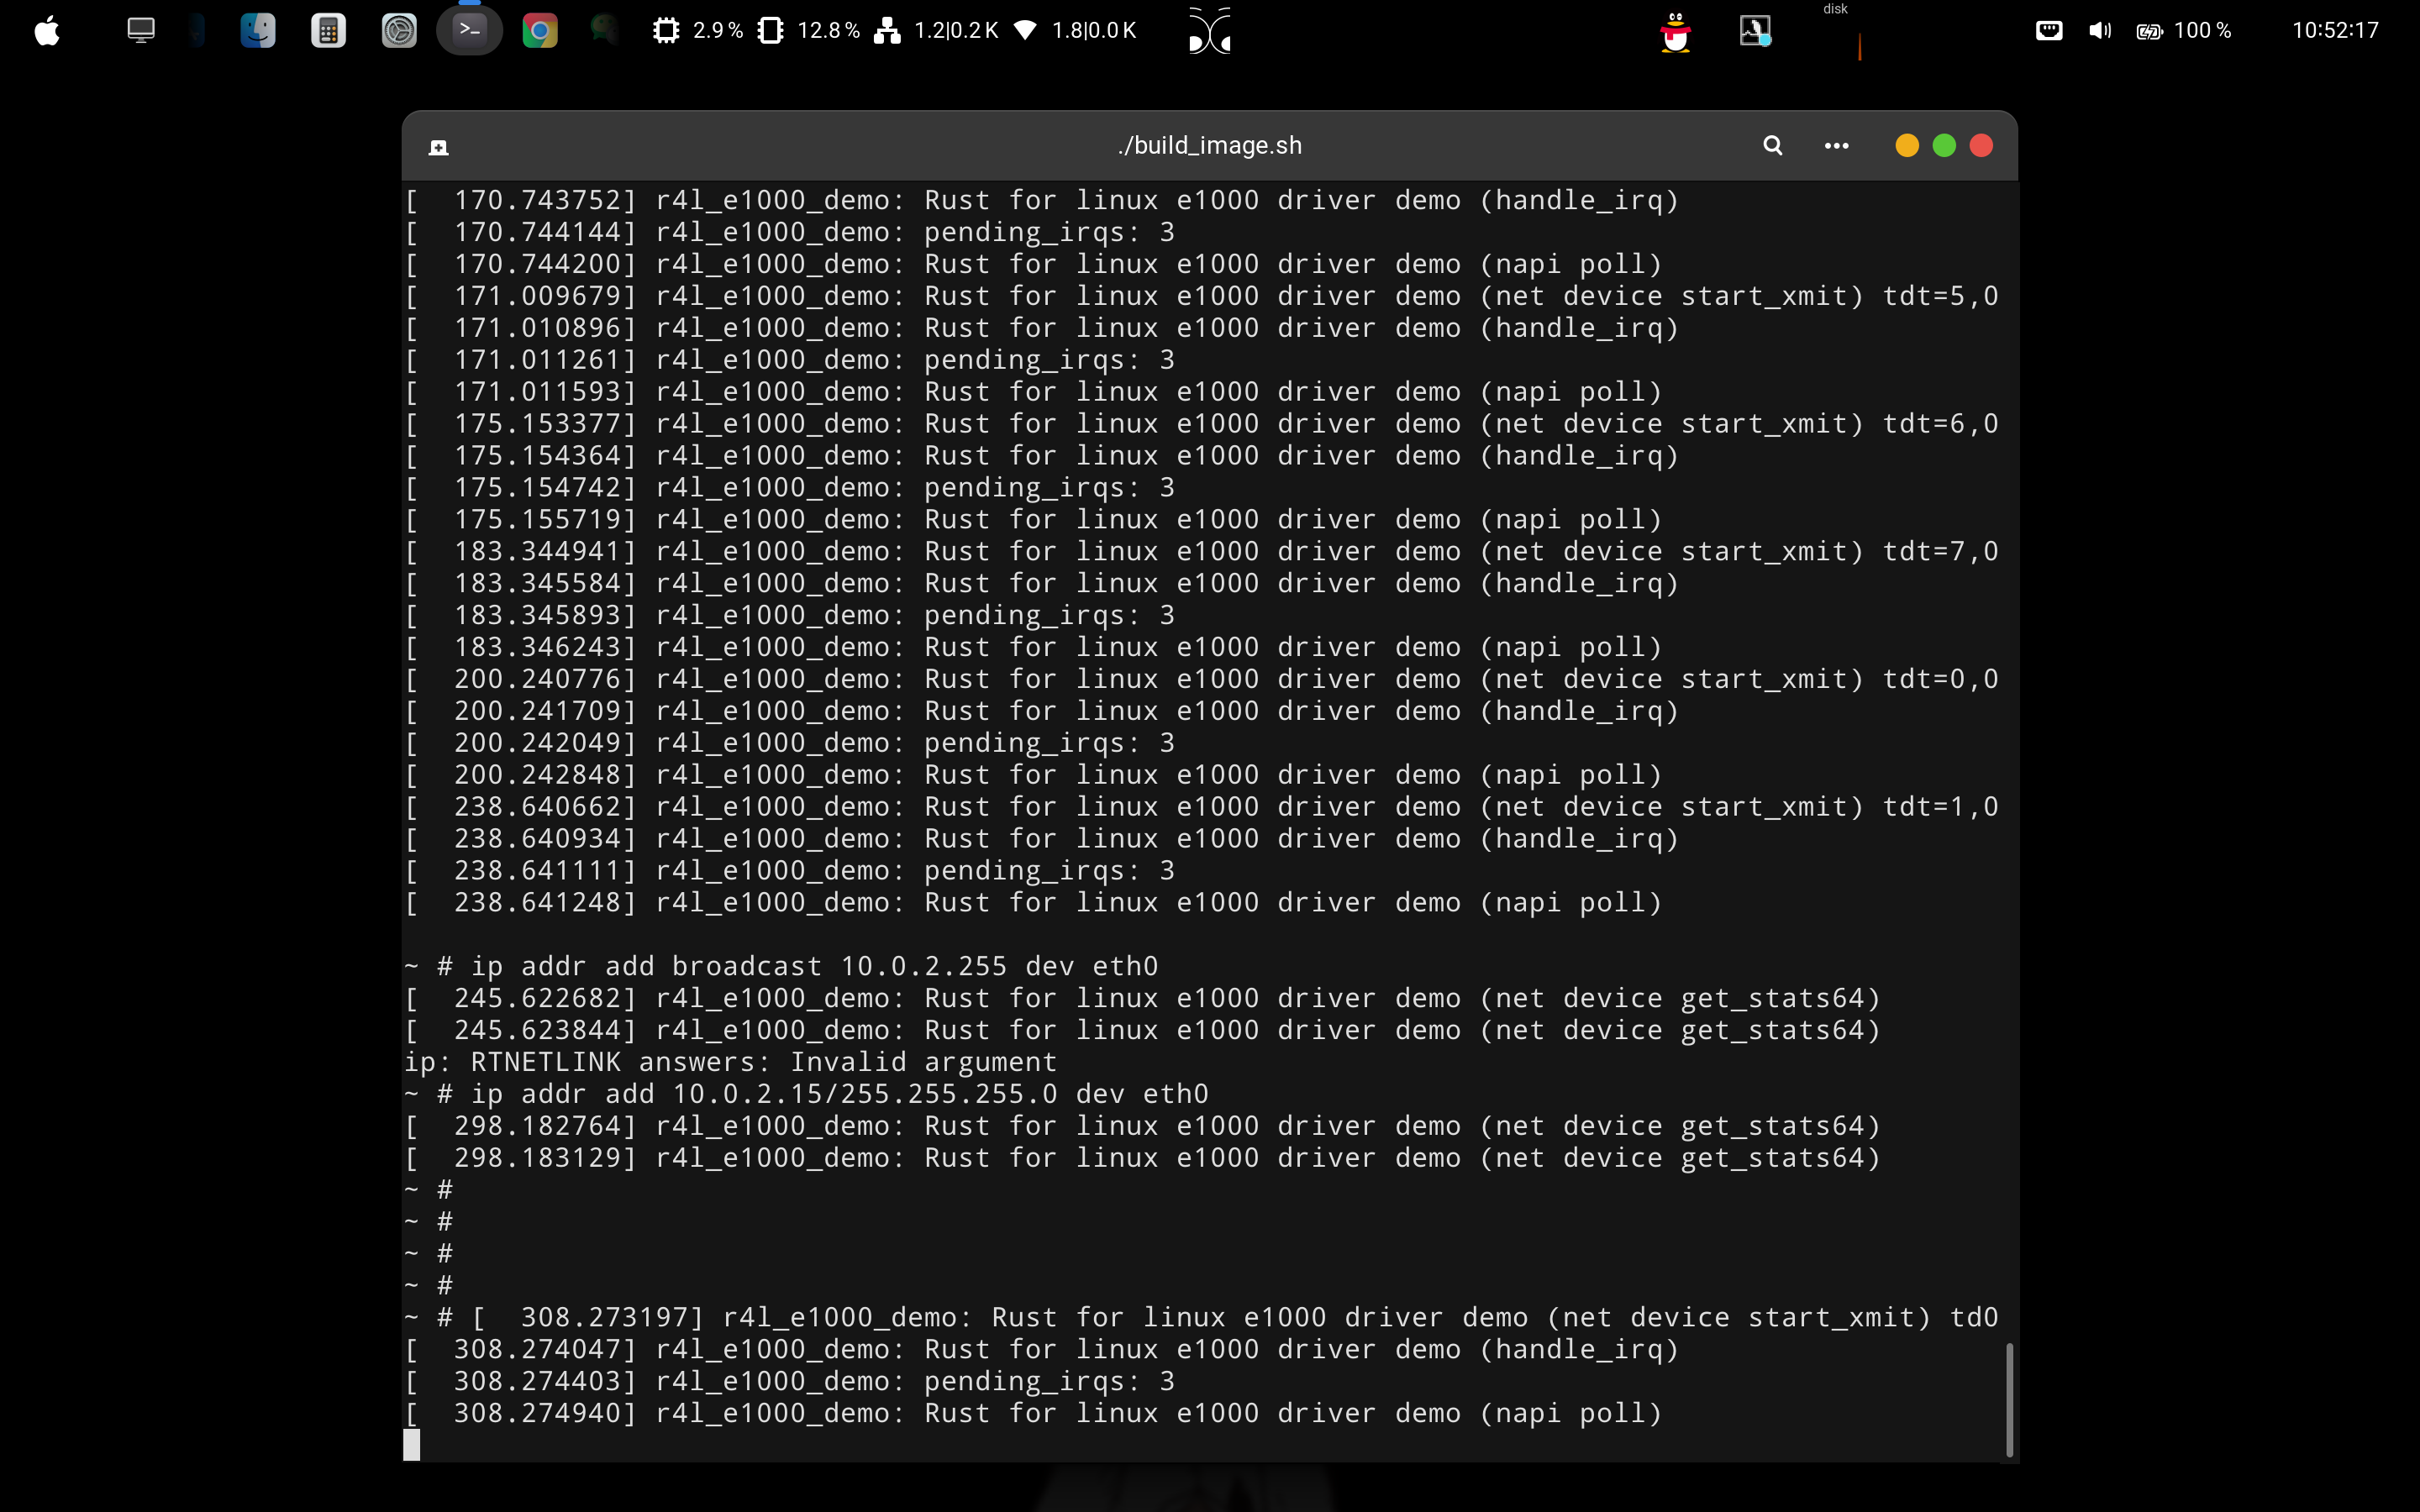 2.9 % 12.8 % 1.2|0.2 K 1.8|0.0 K disk 100 % 10:52:17
./build_image.sh
[  170.743752] r4l_e1000_demo: Rust for linux e1000 driver demo (handle_irq)
[  170.744144] r4l_e1000_demo: pending_irqs: 3
[  170.744200] r4l_e1000_demo: Rust for linux e1000 driver demo (napi poll)
[  171.009679] r4l_e1000_demo: Rust for linux e1000 driver demo (net device start_xmit) tdt=5,0
[  171.010896] r4l_e1000_demo: Rust for linux e1000 driver demo (handle_irq)
[  171.011261] r4l_e1000_demo: pending_irqs: 3
[  171.011593] r4l_e1000_demo: Rust for linux e1000 driver demo (napi poll)
[  175.153377] r4l_e1000_demo: Rust for linux e1000 driver demo (net device start_xmit) tdt=6,0
[  175.154364] r4l_e1000_demo: Rust for linux e1000 driver demo (handle_irq)
[  175.154742] r4l_e1000_demo: pending_irqs: 3
[  175.155719] r4l_e1000_demo: Rust for linux e1000 driver demo (napi poll)
[  183.344941] r4l_e1000_demo: Rust for linux e1000 driver demo (net device start_xmit) tdt=7,0
[  183.345584] r4l_e1000_demo: Rust for linux e1000 driver demo (handle_irq)
[  183.345893] r4l_e1000_demo: pending_irqs: 3
[  183.346243] r4l_e1000_demo: Rust for linux e1000 driver demo (napi poll)
[  200.240776] r4l_e1000_demo: Rust for linux e1000 driver demo (net device start_xmit) tdt=0,0
[  200.241709] r4l_e1000_demo: Rust for linux e1000 driver demo (handle_irq)
[  200.242049] r4l_e1000_demo: pending_irqs: 3
[  200.242848] r4l_e1000_demo: Rust for linux e1000 driver demo (napi poll)
[  238.640662] r4l_e1000_demo: Rust for linux e1000 driver demo (net device start_xmit) tdt=1,0
[  238.640934] r4l_e1000_demo: Rust for linux e1000 driver demo (handle_irq)
[  238.641111] r4l_e1000_demo: pending_irqs: 3
[  238.641248] r4l_e1000_demo: Rust for linux e1000 driver demo (napi poll)
~ # ip addr add broadcast 10.0.2.255 dev eth0
[  245.622682] r4l_e1000_demo: Rust for linux e1000 driver demo (net device get_stats64)
[  245.623844] r4l_e1000_demo: Rust for linux e1000 driver demo (net device get_stats64)
ip: RTNETLINK answers: Invalid argument
~ # ip addr add 10.0.2.15/255.255.255.0 dev eth0
[  298.182764] r4l_e1000_demo: Rust for linux e1000 driver demo (net device get_stats64)
[  298.183129] r4l_e1000_demo: Rust for linux e1000 driver demo (net device get_stats64)
~ #
~ #
~ #
~ #
~ # [  308.273197] r4l_e1000_demo: Rust for linux e1000 driver demo (net device start_xmit) td0
[  308.274047] r4l_e1000_demo: Rust for linux e1000 driver demo (handle_irq)
[  308.274403] r4l_e1000_demo: pending_irqs: 3
[  308.274940] r4l_e1000_demo: Rust for linux e1000 driver demo (napi poll)